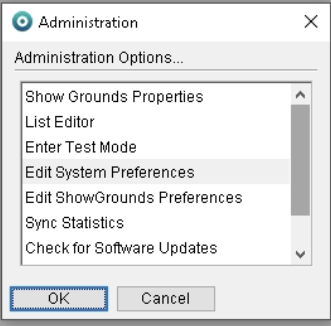 Administration
Administration Options...
Show Grounds Properties
List Editor
Enter Test Mode
Edit System Preferences
Edit ShowGrounds Preferences
Sync Statistics
Check for Software Updates
OK Cancel